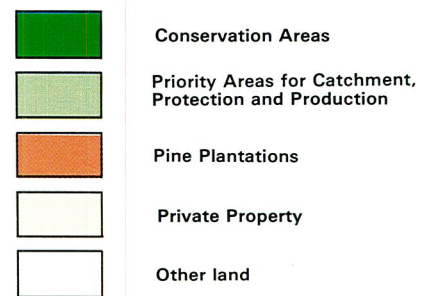 Conservation Areas
Priority Areas for Catchment,
Protection and Production
Pine Plantations
Private Property
Other land